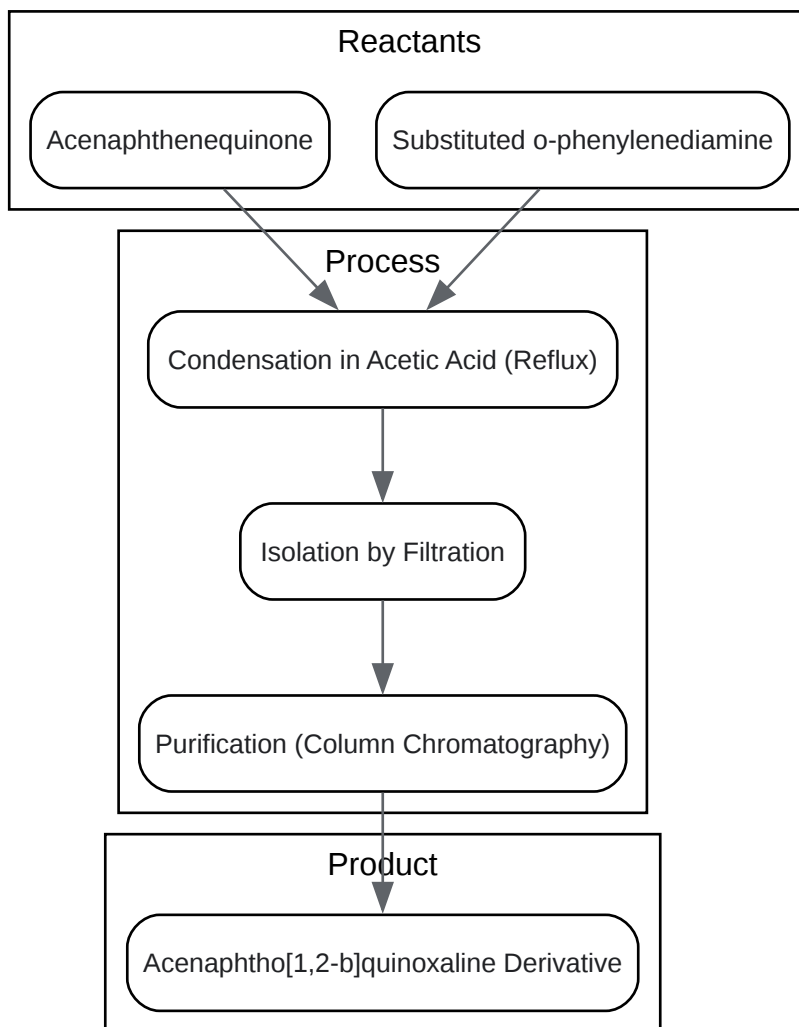 Reactants
Acenaphthenequinone
Substituted o-phenylenediamine
Process
Condensation in Acetic Acid (Reflux)
Isolation by Filtration
Purification (Column Chromatography)
Product
Acenaphtho[1,2-b]quinoxaline Derivative